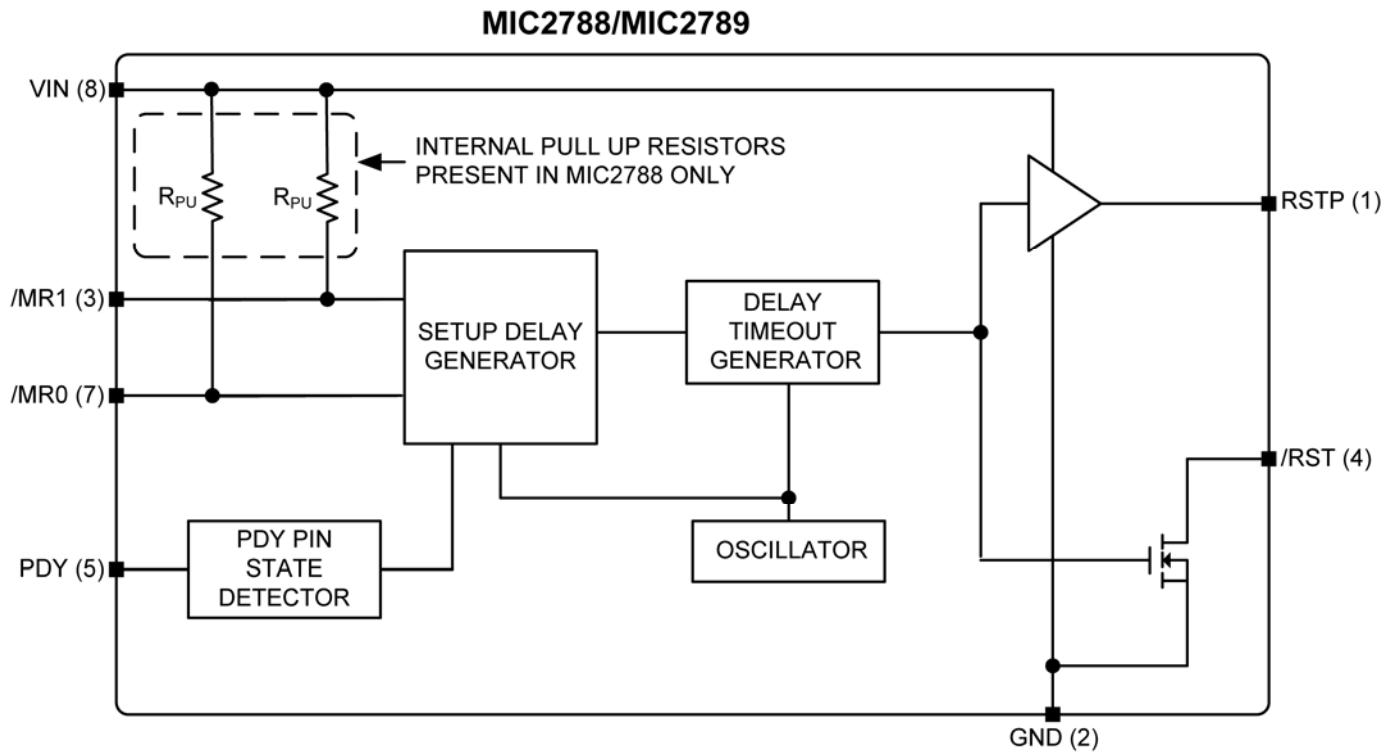 MIC2788/MIC2789
VIN (8)
INTERNAL PULL UP RESISTORS
PRESENT IN MIC2788 ONLY
RPU
RPU
RSTP (1)
/MR1 (3)
SETUP DELAY
GENERATOR
DELAY
TIMEOUT
GENERATOR
/MR0 (7)
/RST (4)
PDY (5)
PDY PIN
STATE
DETECTOR
OSCILLATOR
GND (2)